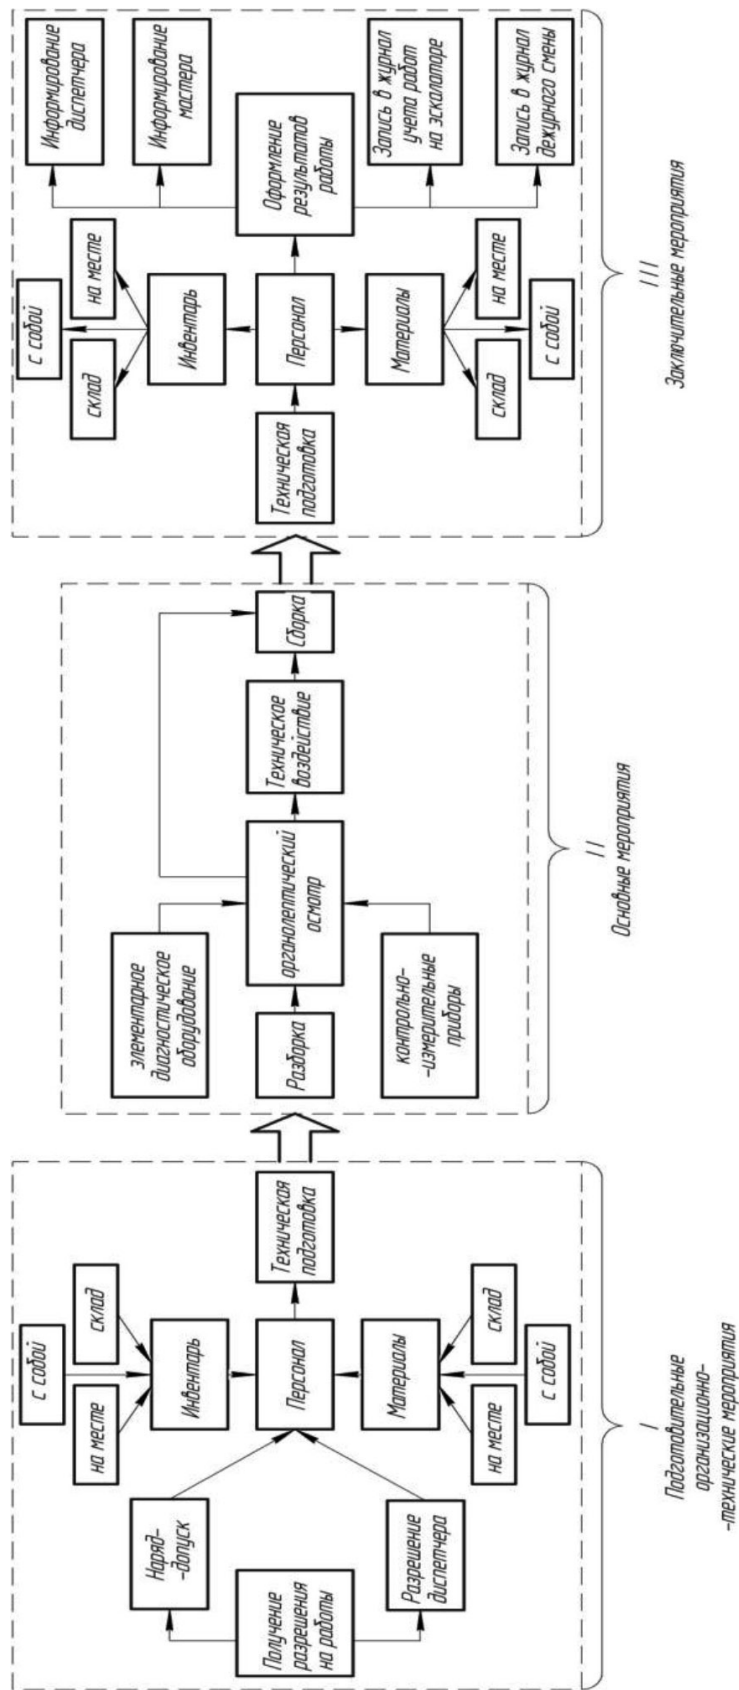 Получение
разрешения
на работы
Наряд-
-допуск
Разрешение
диспетчера
на месте
с собой
склад
Инвентарь
Персонал
Материалы
на месте
с собой
склад
Техническая
подготовка
I
Подготовительные
организационно-
-технические мероприятия
элементарное
диагностическое
оборудование
Разборка
контрольно-
-измерительные
приборы
органолептический
осмотр
Техническое
воздействие
Сборка
II
Основные мероприятия
Техническая
подготовка
склад
с собой
на месте
Инвентарь
Персонал
Материалы
склад
с собой
на месте
Оформление
результатов
работы
Информирование
диспетчера
Информирование
мастера
Запись в журнал
учета работ
на эскалаторе
Запись в журнал
дежурного смены
III
Заключительные мероприятия